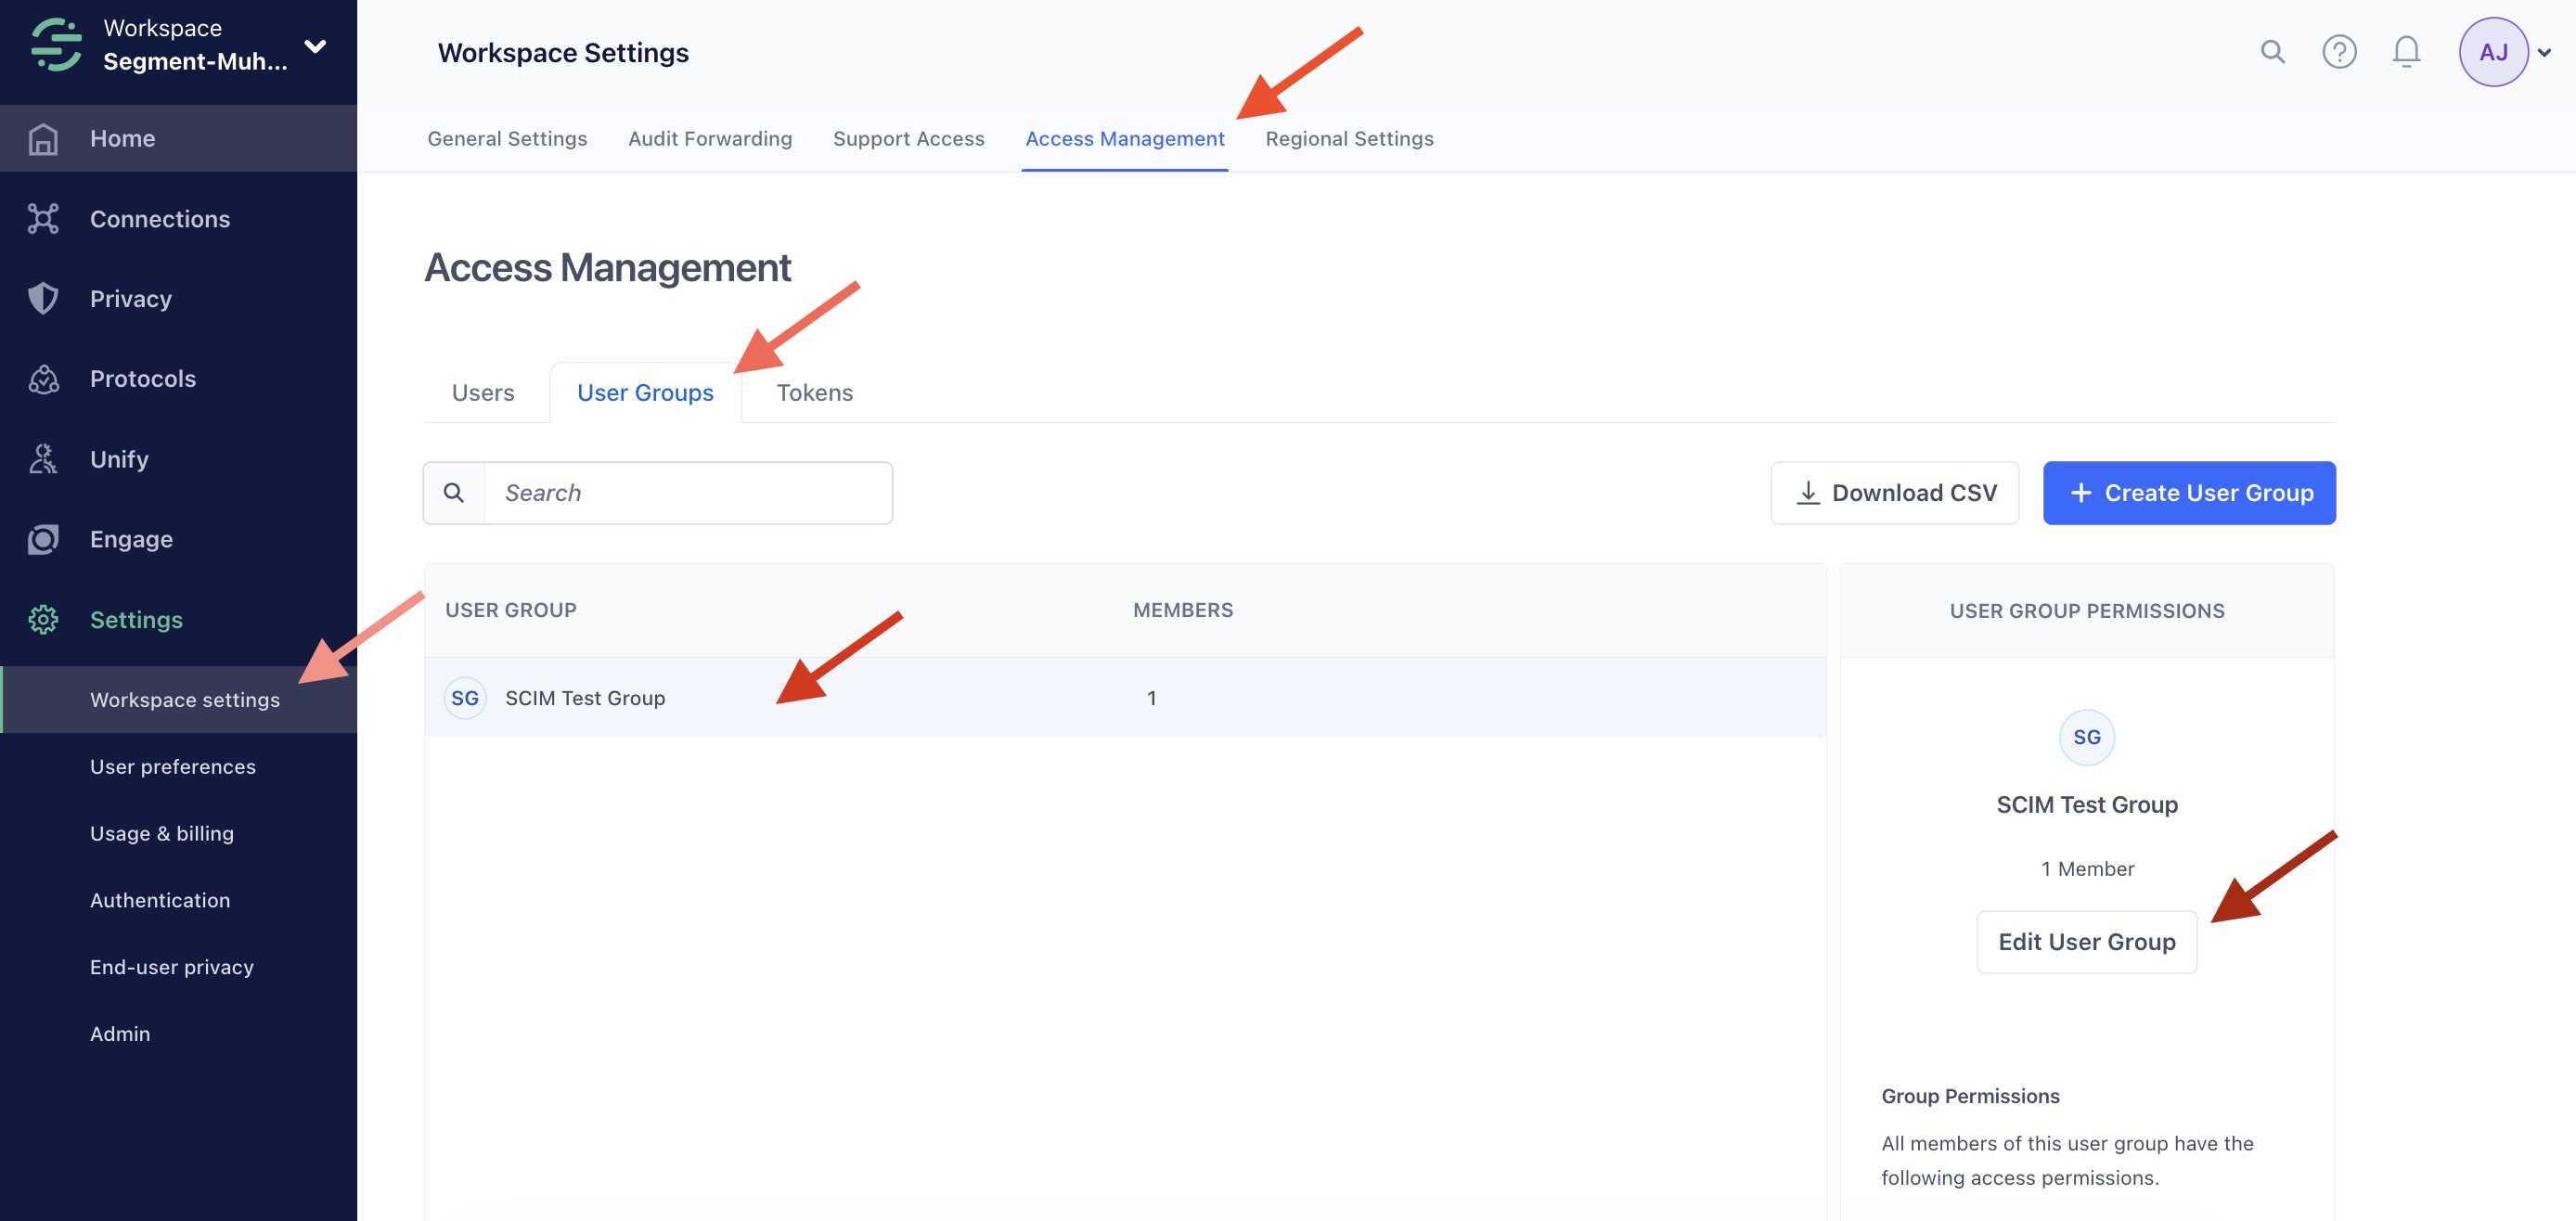 Workspace
Segment-Muh...
Home
Connections
Privacy
Protocols
Unify
Engage
Settings
Workspace settings
User preferences
Usage & billing
Authentication
End-user privacy
Admin
Workspace Settings
AJ
General Settings
Audit Forwarding
Support Access
Access Management
Regional Settings
Access Management
Users
User Groups
Tokens
Search
Download CSV
+ Create User Group
USER GROUP
MEMBERS
SG
SCIM Test Group
1
USER GROUP PERMISSIONS
SG
SCIM Test Group
1 Member
Edit User Group
Group Permissions
All members of this user group have the
following access permissions.